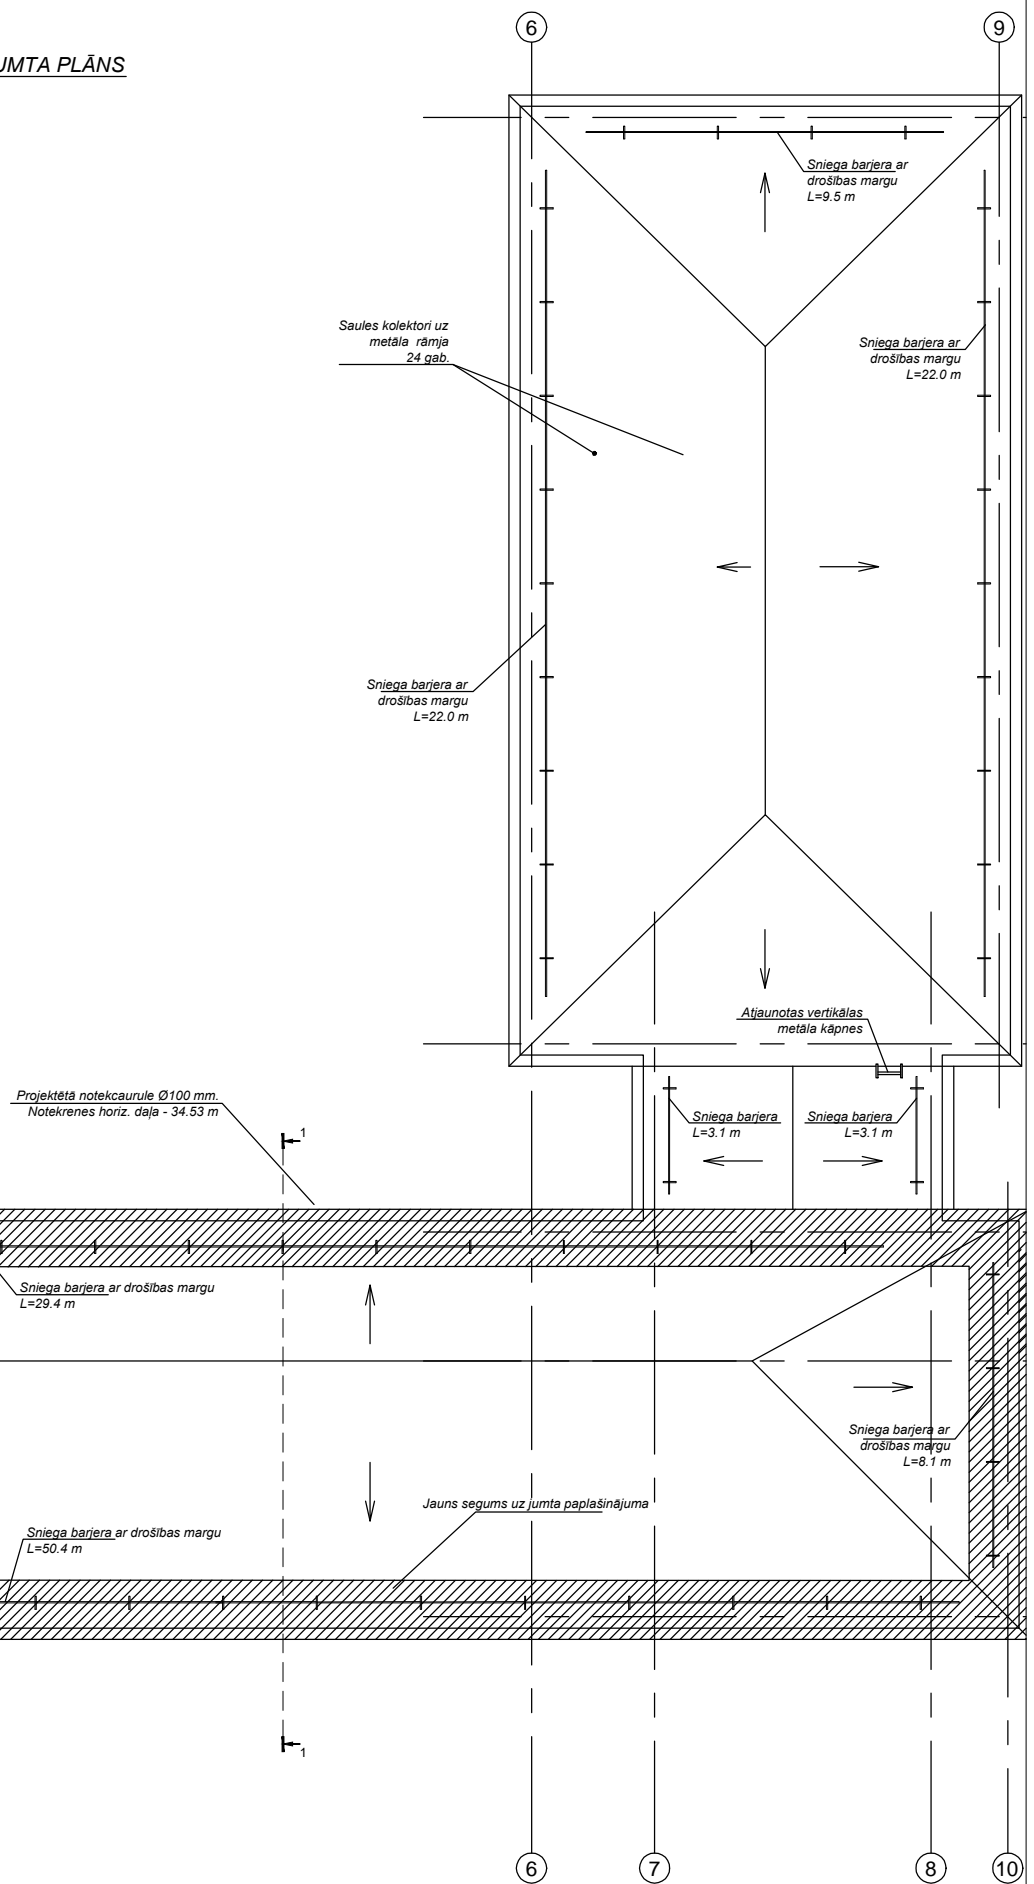 6
9
UMTA PLĀNS
Sniega barjera ar
drošības margu
L=9.5 m
Saules kolektori uz
metāla rāmja
24 gab.
Sniega barjera ar
drošības margu
L=22.0 m
Sniega barjera ar
drošības margu
L=22.0 m
Atjaunotas vertikālas
metāla kāpnes
Projektētā notekcaurule Ø100 mm.
Notekrenes horiz. daļa - 34.53 m
Sniega barjera
L=3.1 m
Sniega barjera
L=3.1 m
1
Sniega barjera ar drošības margu
L=29.4 m
Sniega barjera ar
drošības margu
L=8.1 m
Jauns segums uz jumta paplašinājuma
Sniega barjera ar drošības margu
L=50.4 m
1
6
7
8
10